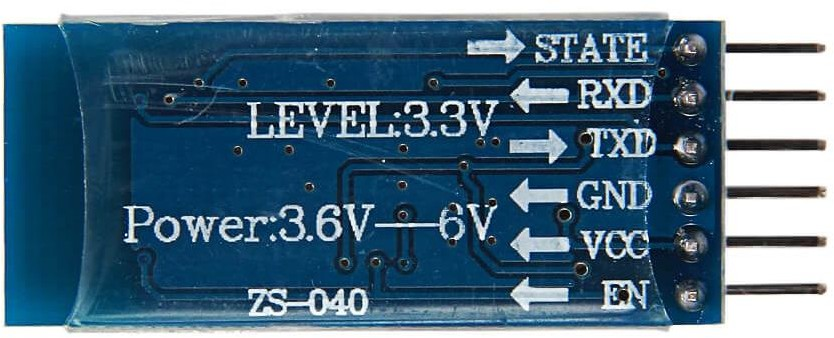 STATE
RXD
LEVEL:3.3V
TXD
GND
Power:3.6V—6V
VCC
ZS-040
EN